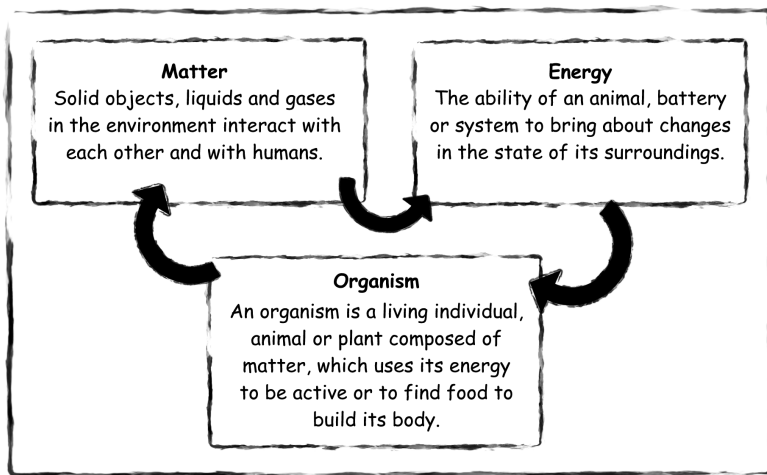 Matter
Solid objects, liquids and gases
in the environment interact with
each other and with humans.
Energy
The ability of an animal, battery
or system to bring about changes
in the state of its surroundings.
Organism
An organism is a living individual,
animal or plant composed of
matter, which uses its energy
to be active or to find food to
build its body.